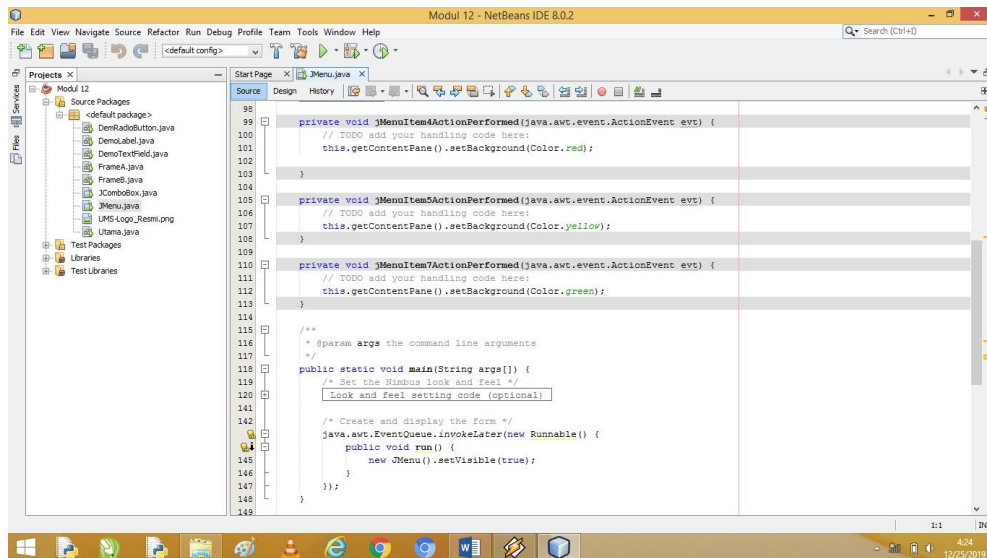 Modul 12 - NetBeans IDE 8.0.2
File Edit View Navigate Source Refactor Run Debug Profile Team Tools Window Help
Search (Ctrl+I)
<default config>
Projects
Start Page
JMenu.java
Services
Files
Modul 12
Source Packages
<default package>
DemRadioButton.java
DemoLabel.java
DemoTextField.java
FrameA.java
FrameB.java
JComboBox.java
JMenu.java
UMS-Logo_Resmi.png
Utama.java
Test Packages
Libraries
Test Libraries
Source Design History
98
99 private void jMenuItem4ActionPerformed(java.awt.event.ActionEvent evt) {
100 // TODO add your handling code here:
101 this.getContentPane().setBackground(Color.red);
102
103 }
104
105 private void jMenuItem5ActionPerformed(java.awt.event.ActionEvent evt) {
106 // TODO add your handling code here:
107 this.getContentPane().setBackground(Color.yellow);
108 }
109
110 private void jMenuItem7ActionPerformed(java.awt.event.ActionEvent evt) {
111 // TODO add your handling code here:
112 this.getContentPane().setBackground(Color.green);
113 }
114
115 /**
116 * @param args the command line arguments
117 */
118 public static void main(String args[]) {
119 /* Set the Nimbus look and feel */
120 Look and feel setting code (optional)
141
142 /* Create and display the form */
java.awt.EventQueue.invokeLater(new Runnable() {
public void run() {
145 new JMenu().setVisible(true);
146 }
147 });
148 }
149
1:1
IN
4:24
12/25/2019